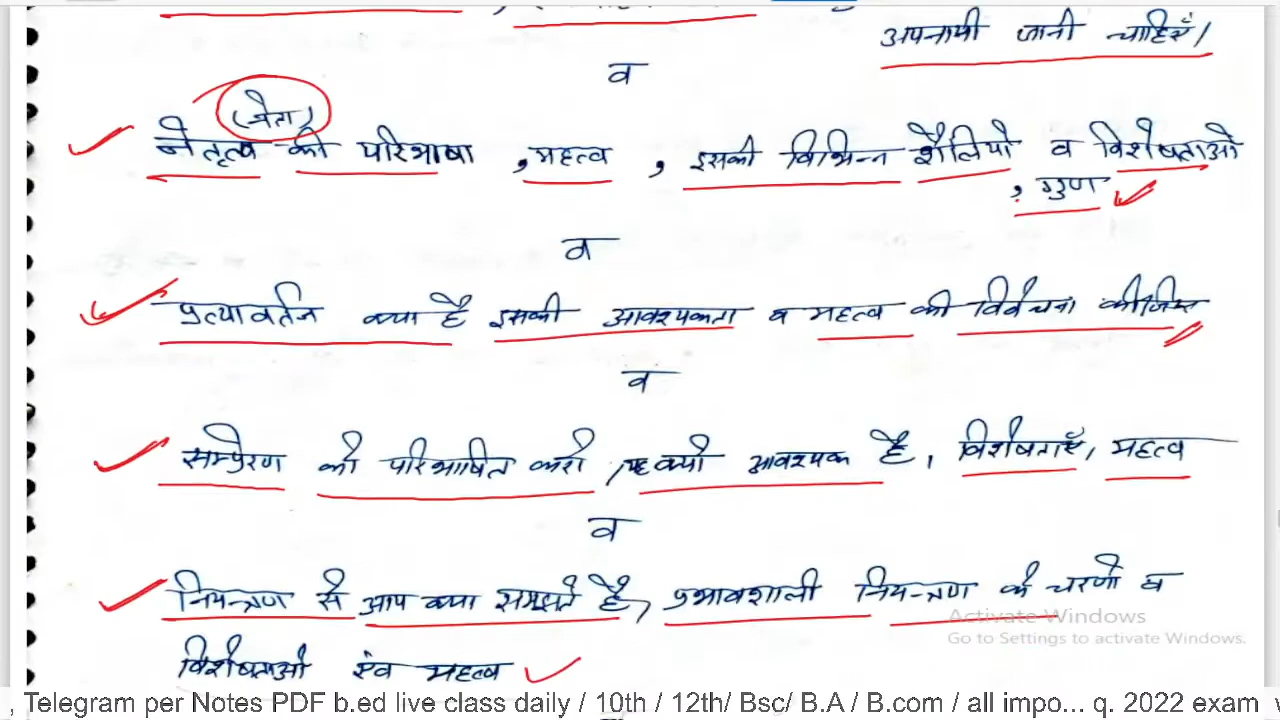 अपनायी जानी चाहिएँ।
व
(नेता)
नेतृत्व की परिभाषा , महत्व , इसकी विभिन्न शैलियो व विशेषताओ
, गुण
व
प्रत्यावर्तन क्या है इसकी आवश्यकता व महत्व की विवेचना कीजिए
व
सम्प्रेरण को परिभाषित करो, यह क्यो आवश्यक है, विशेषताएँ, महत्व
व
नियन्त्रण से आप क्या समझते है, प्रभावशाली नियन्त्रण के चरणो व
विशेषताओ एंव महत्व
Activate Windows
Go to Settings to activate Windows.
, Telegram per Notes PDF b.ed live class daily / 10th / 12th/ Bsc/ B.A / B.com / all impo... q. 2022 exam